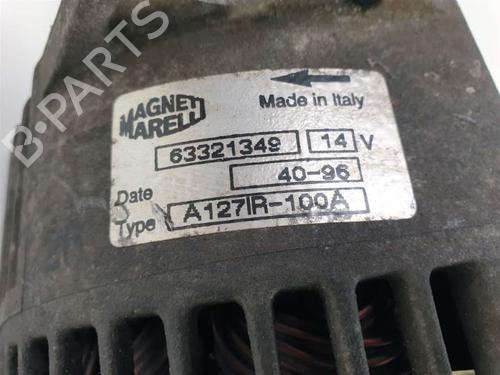 B-PARTS
MAGNETI
MARELLI
Made in Italy
63321349 14 V
Date 40-96
Type A127IR-100A